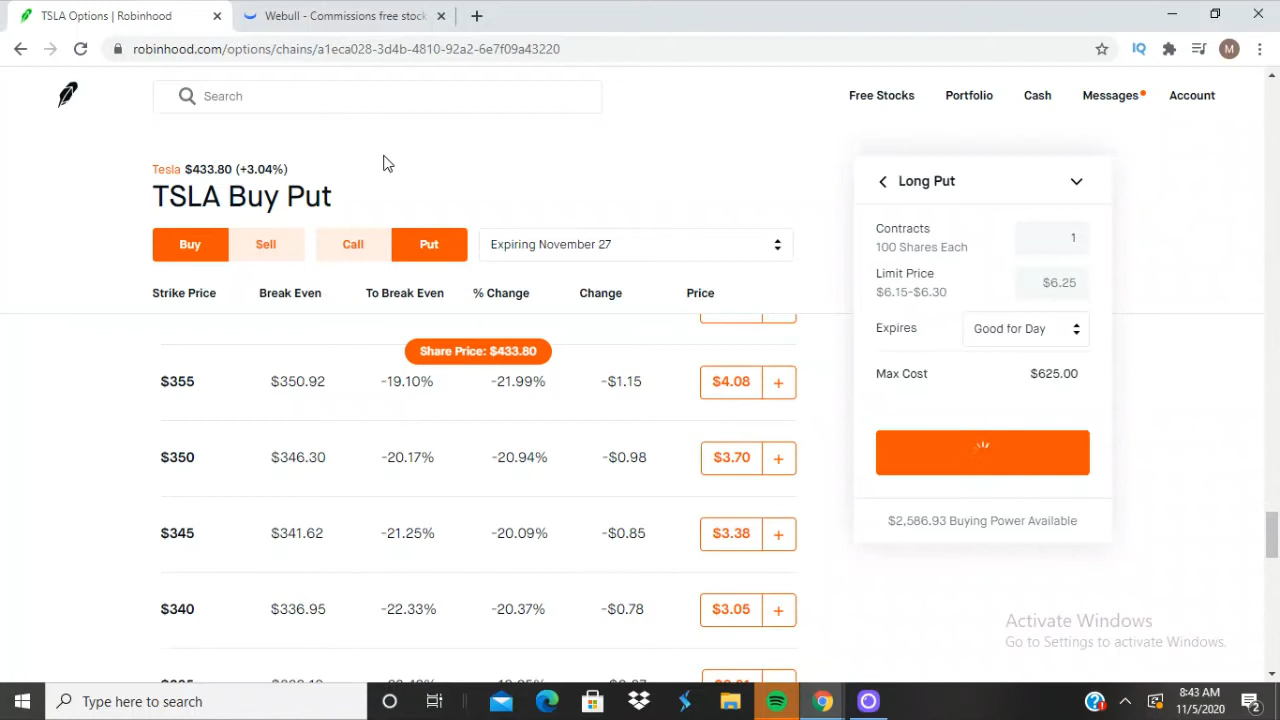 TSLA Options | Robinhood
Webull - Commissions free stock
robinhood.com/options/chains/a1eca028-3d4b-4810-92a2-6e7f09a43220
IQ
M
Search
Free Stocks Portfolio Cash Messages Account
Tesla $433.80 (+3.04%)
TSLA Buy Put
Buy Sell Call Put Expiring November 27
Strike Price Break Even To Break Even % Change Change Price
Share Price: $433.80
$355 $350.92 -19.10% -21.99% -$1.15 $4.08 +
$350 $346.30 -20.17% -20.94% -$0.98 $3.70 +
$345 $341.62 -21.25% -20.09% -$0.85 $3.38 +
$340 $336.95 -22.33% -20.37% -$0.78 $3.05 +
Long Put
Contracts
100 Shares Each
1
Limit Price
$6.15-$6.30
$6.25
Expires Good for Day
Max Cost $625.00
$2,586.93 Buying Power Available
Activate Windows
Go to Settings to activate Windows.
Type here to search
8:43 AM
11/5/2020
2